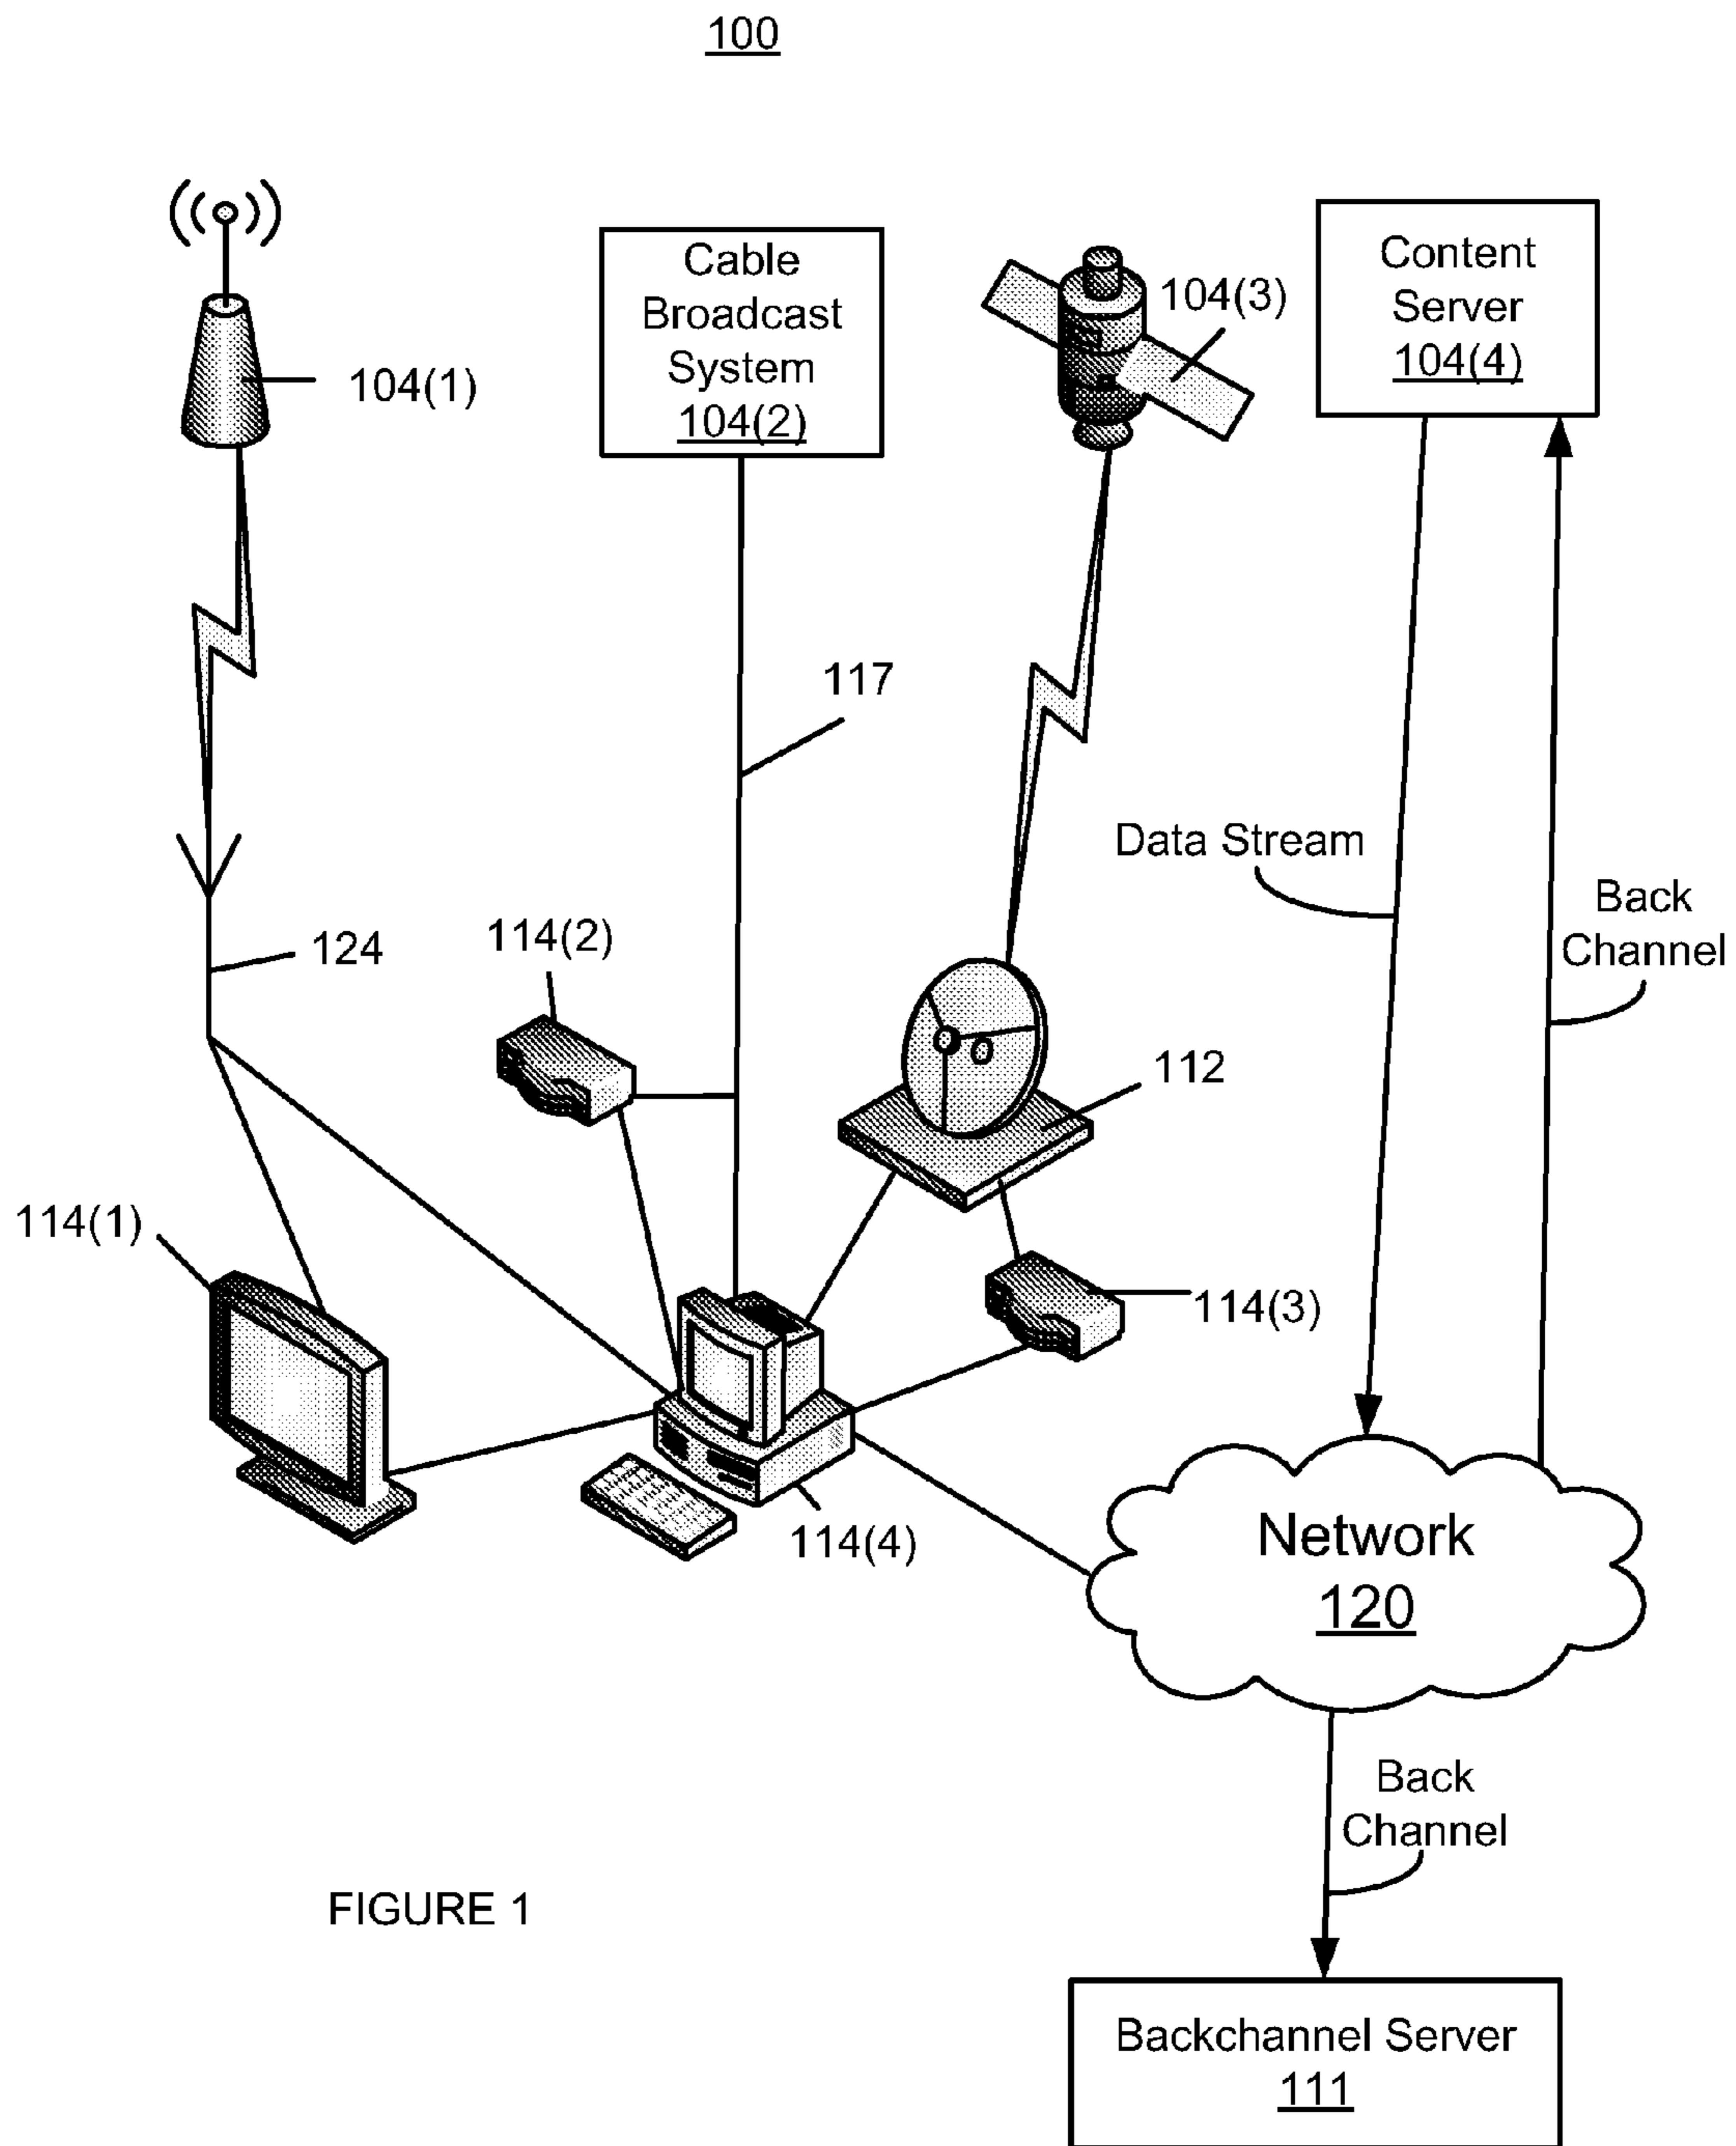 100
Cable
Broadcast
System
104(2)
104(3)
Content
Server
104(4)
104(1)
117
Data Stream
Back
Channel
114(2)
124
112
114(1)
114(3)
114(4)
Network
120
Back
Channel
FIGURE 1
Backchannel Server
111